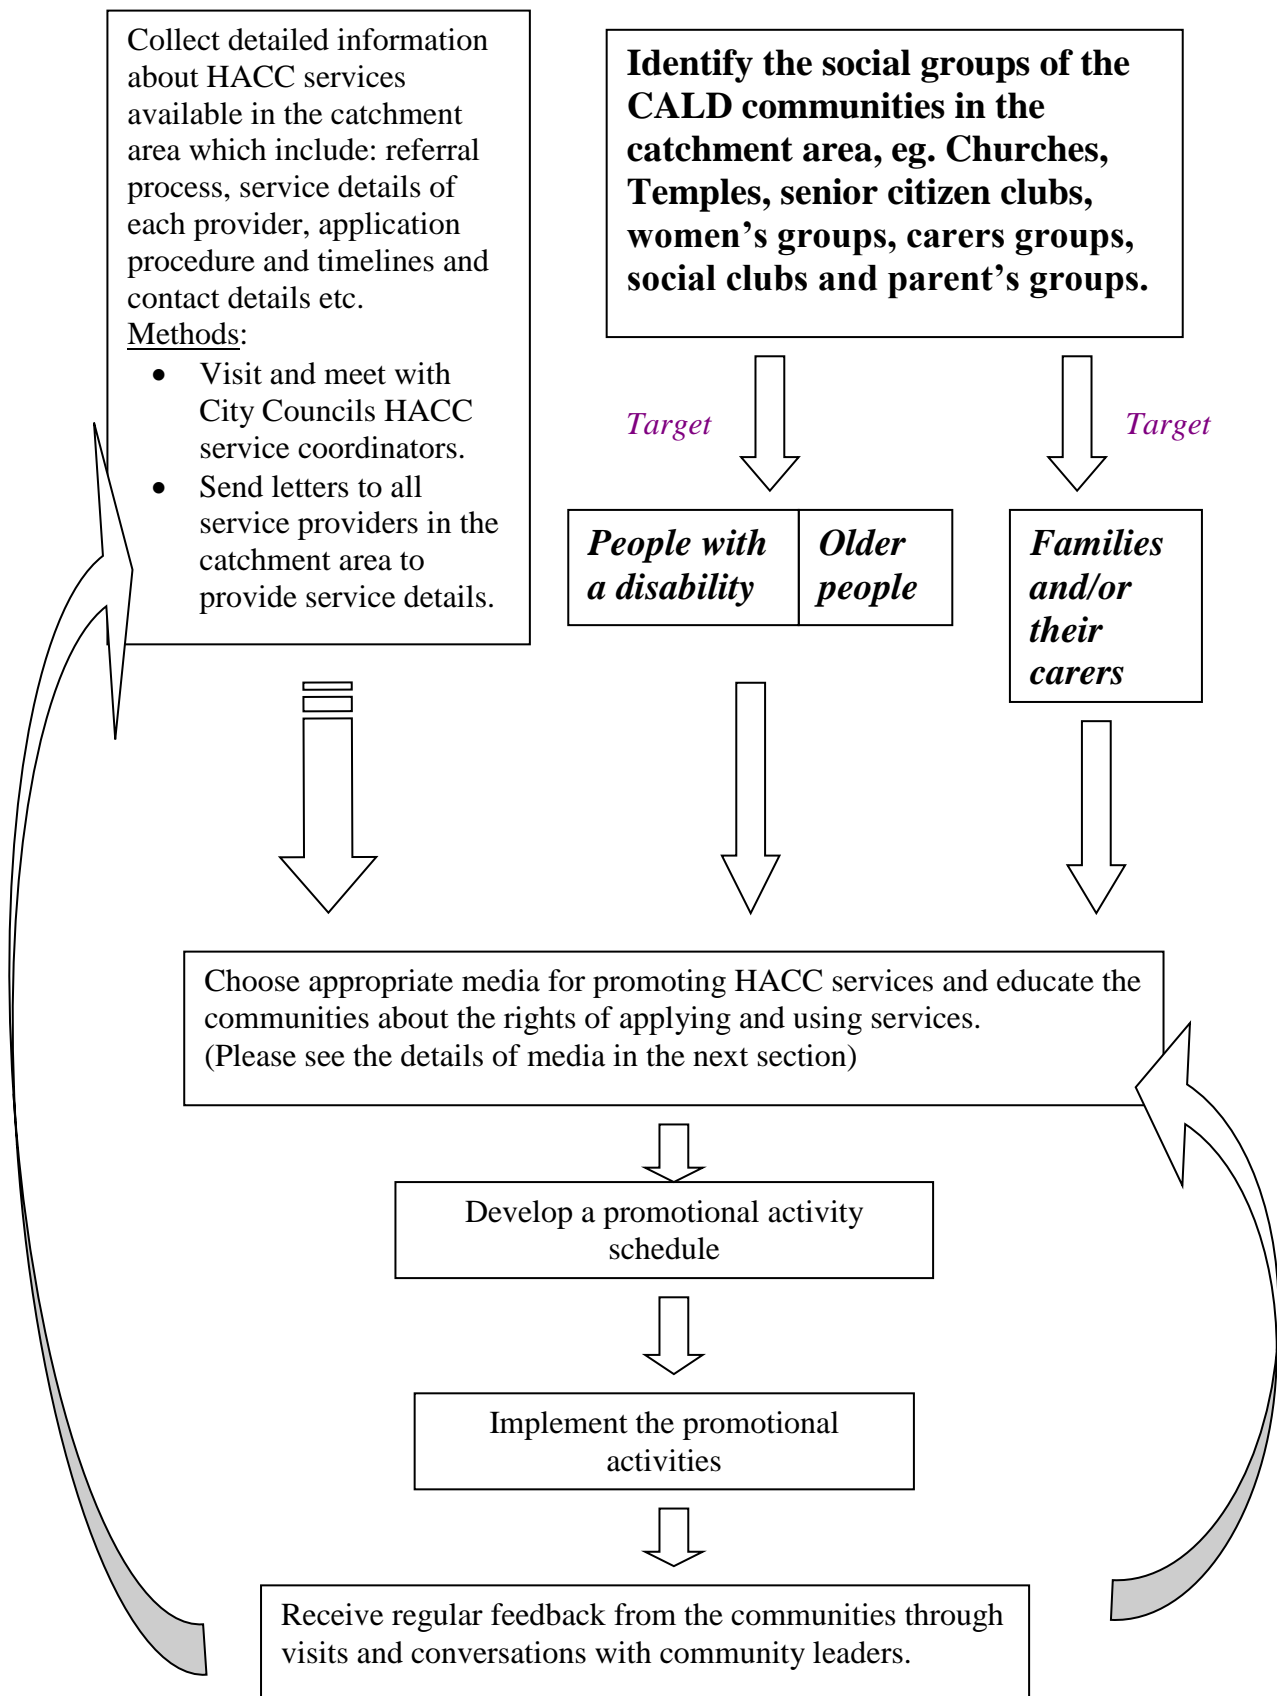 Collect detailed information
about HACC services
available in the catchment
area which include: referral
process, service details of
each provider, application
procedure and timelines and
contact details etc.
Methods:
• Visit and meet with
City Councils HACC
service coordinators.
• Send letters to all
service providers in the
catchment area to
provide service details.
Identify the social groups of the
CALD communities in the
catchment area, eg. Churches,
Temples, senior citizen clubs,
women’s groups, carers groups,
social clubs and parent’s groups.
Target
Target
People with
a disability
Older
people
Families
and/or
their
carers
Choose appropriate media for promoting HACC services and educate the
communities about the rights of applying and using services.
(Please see the details of media in the next section)
Develop a promotional activity
schedule
Implement the promotional
activities
Receive regular feedback from the communities through
visits and conversations with community leaders.